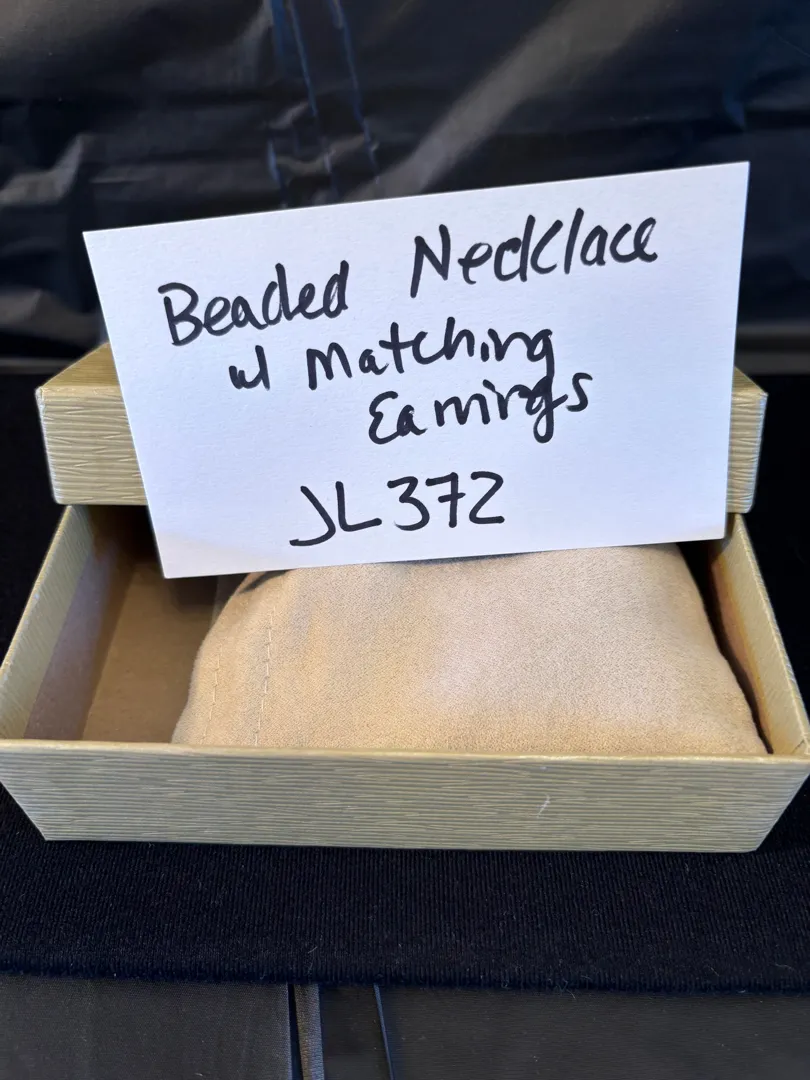 Beaded Necklace
w/ Matching
Earrings
JL372